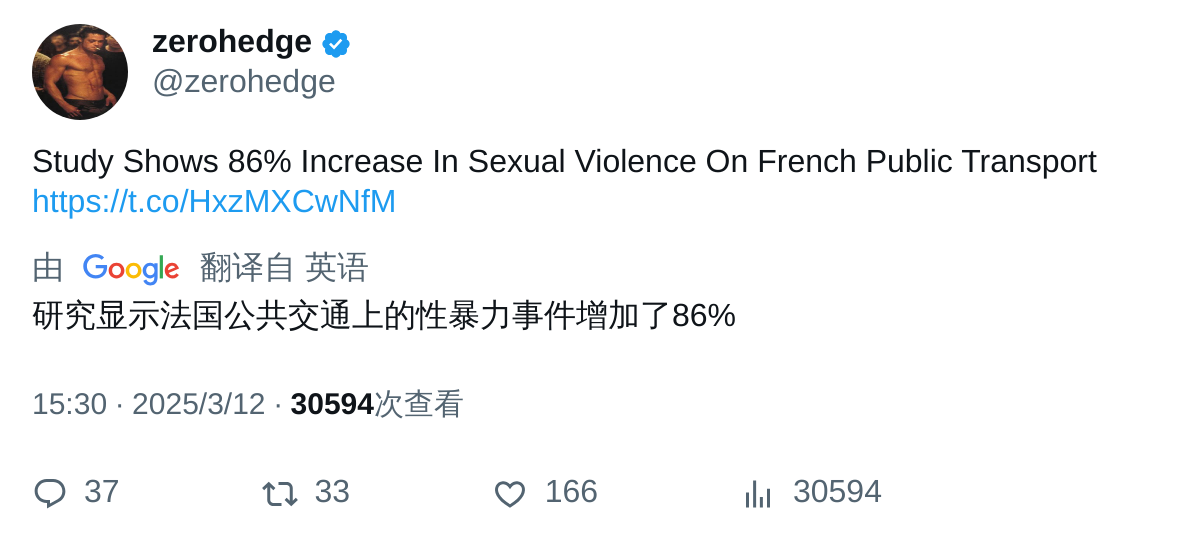 zerohedge
@zerohedge
Study Shows 86% Increase In Sexual Violence On French Public Transport
https://t.co/HxzMXCwNfM
由 Google 翻译自 英语
研究显示法国公共交通上的性暴力事件增加了86%
15:30 · 2025/3/12 · 30594次查看
37 33 166 30594